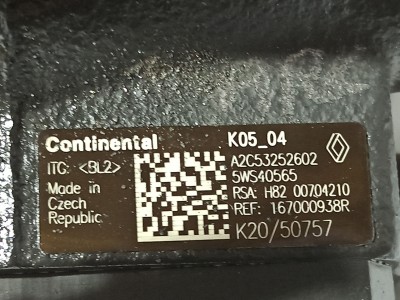 Continental K05_04
ITC: <BL2> A2C53252602
5WS40565
Made in RSA: H82 00704210
Czech REF: 167000938R
Republic K20/50757